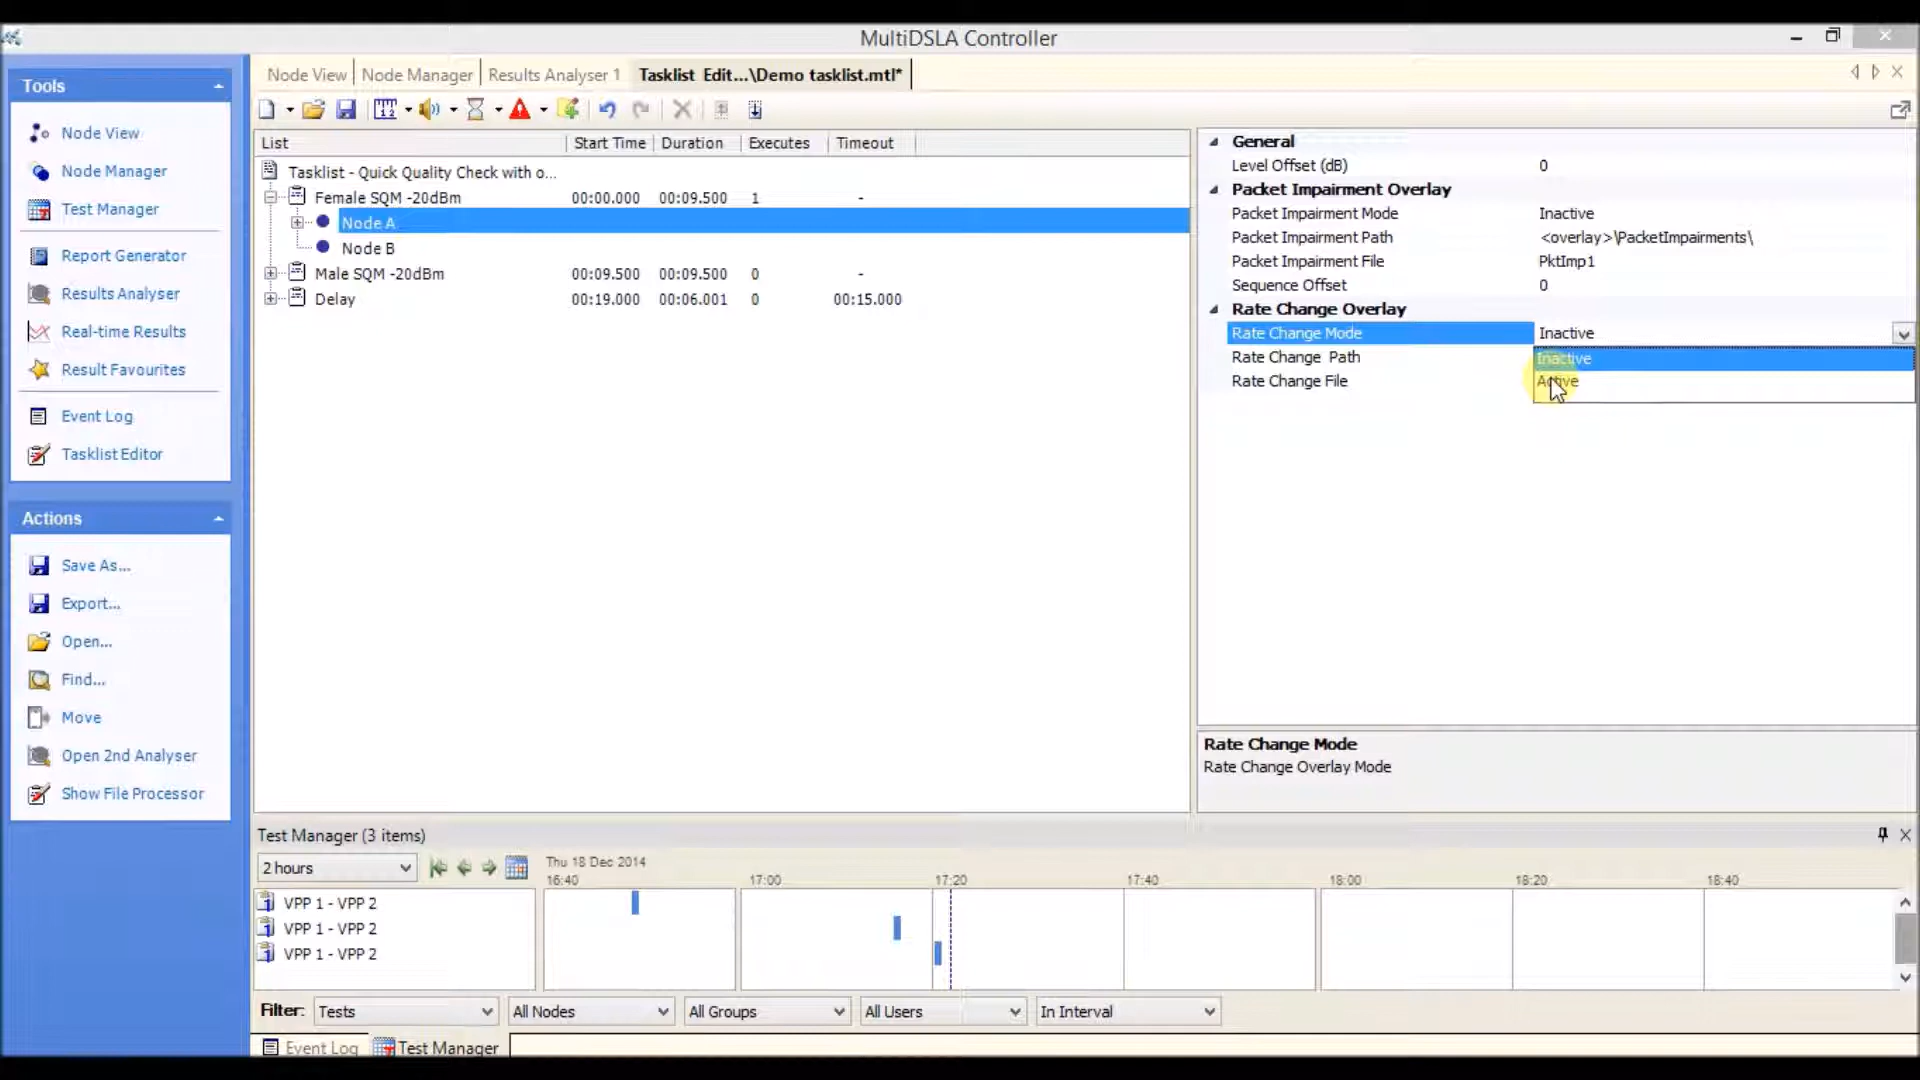 MultiDSLA Controller
Tools
Node View
Node Manager
Test Manager
Report Generator
Results Analyser
Real-time Results
Result Favourites
Event Log
Tasklist Editor
Actions
Save As...
Export...
Open...
Find...
Move
Open 2nd Analyser
Show File Processor
Node View
Node Manager
Results Analyser 1
Tasklist Edit...\Demo tasklist.mtl*
List Start Time Duration Executes Timeout
Tasklist - Quick Quality Check with o...
Female SQM -20dBm 00:00.000 00:09.500 1 -
Node A
Node B
Male SQM -20dBm 00:09.500 00:09.500 0 -
Delay 00:19.000 00:06.001 0 00:15.000
General
Level Offset (dB) 0
Packet Impairment Overlay
Packet Impairment Mode Inactive
Packet Impairment Path <overlay>\PacketImpairments\
Packet Impairment File PktImp1
Sequence Offset 0
Rate Change Overlay
Rate Change Mode Inactive
Rate Change Path
Rate Change File
Inactive
Active
Rate Change Mode
Rate Change Overlay Mode
Test Manager (3 items)
2 hours
Thu 18 Dec 2014
16:40 17:00 17:20 17:40 18:00 18:20 18:40
VPP 1 - VPP 2
VPP 1 - VPP 2
VPP 1 - VPP 2
Filter: Tests All Nodes All Groups All Users In Interval
Event Log Test Manager